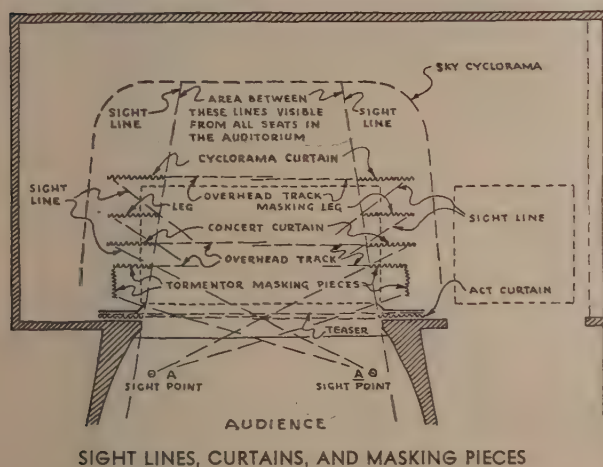 SKY CYCLORAMA
SIGHT
LINE
AREA BETWEEN
THESE LINES VISIBLE
FROM ALL SEATS IN
THE AUDITORIUM
SIGHT
LINE
CYCLORAMA CURTAIN
SIGHT
LINE
OVERHEAD TRACK
LEG
MASKING LEG
SIGHT LINE
CONCERT CURTAIN
OVERHEAD TRACK
TORMENTOR MASKING PIECES
ACT CURTAIN
TEASER
Θ A
SIGHT POINT
A Θ
SIGHT POINT
AUDIENCE
SIGHT LINES, CURTAINS, AND MASKING PIECES